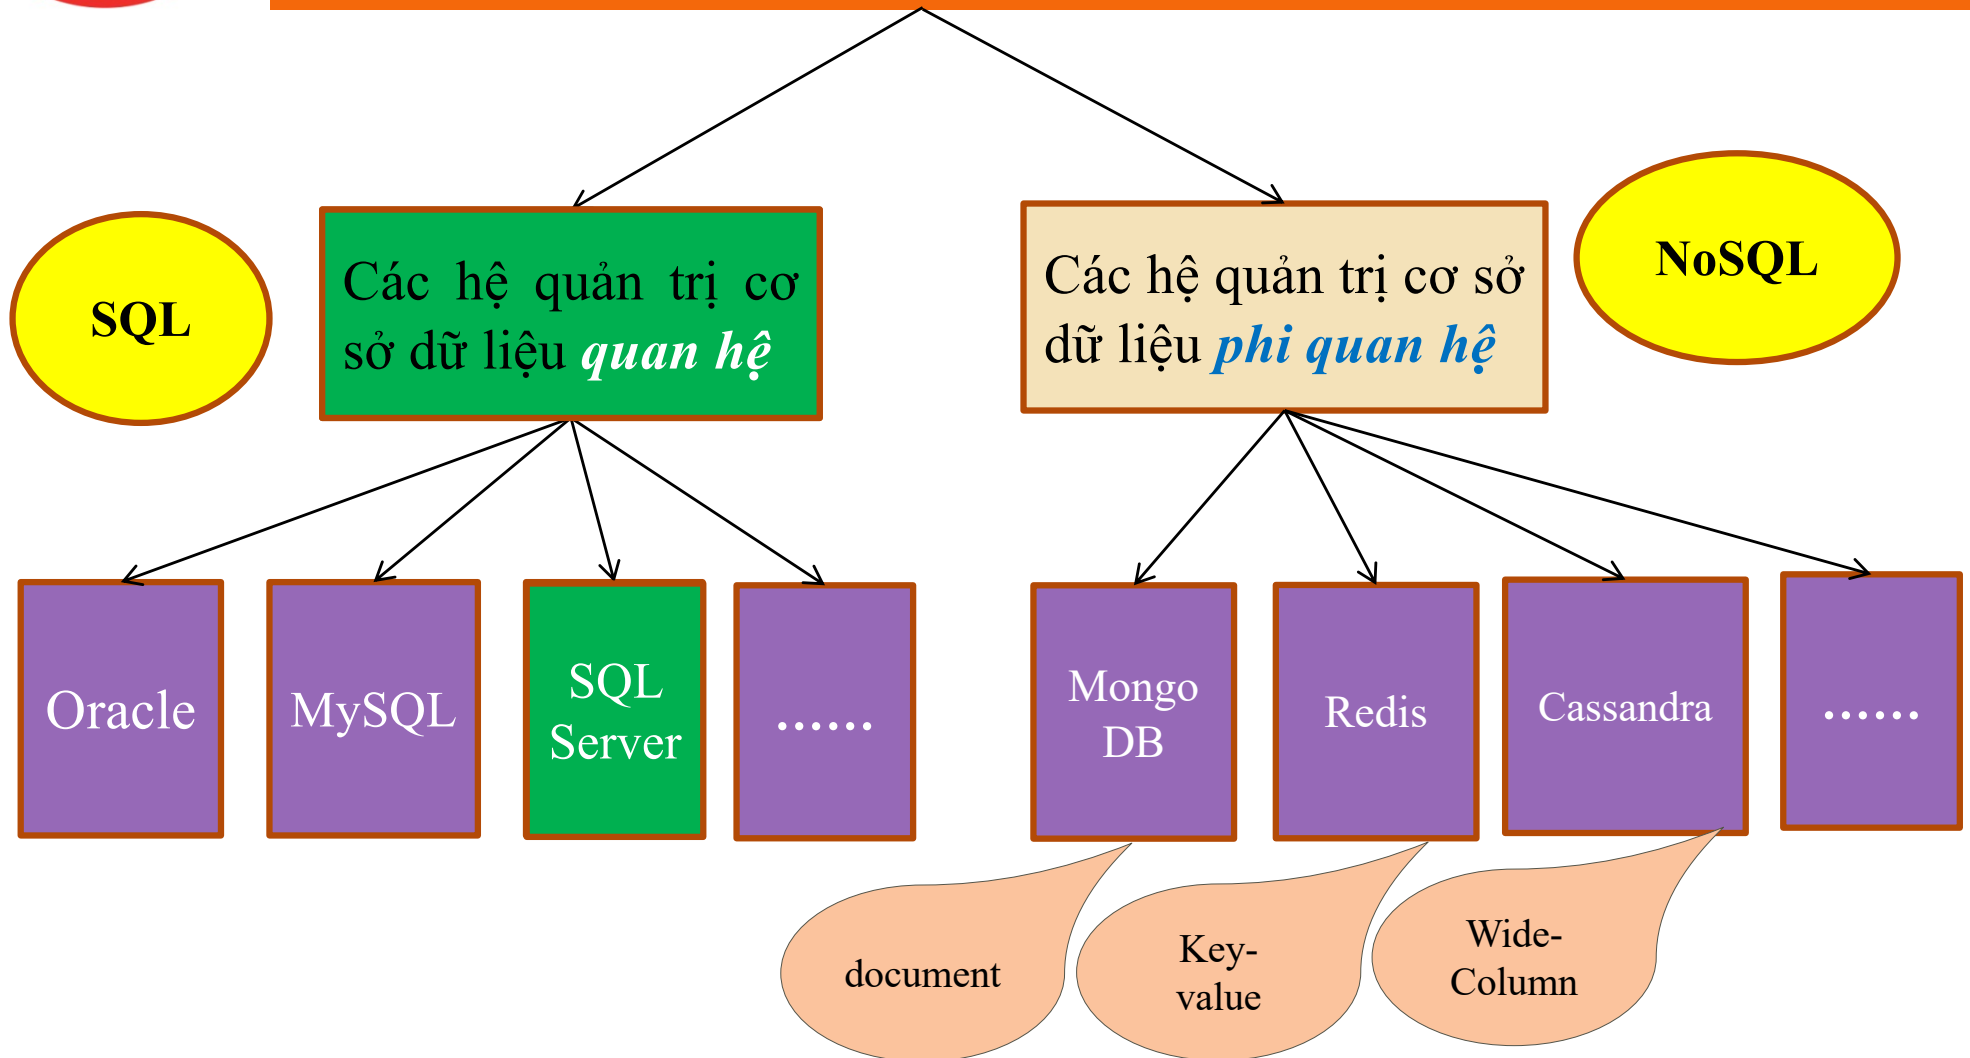 SQL
Các hệ quản trị cơ
sở dữ liệu quan hệ
Các hệ quản trị cơ sở
dữ liệu phi quan hệ
NoSQL
Oracle
MySQL
SQL
Server
......
Mongo
DB
Redis
Cassandra
......
document
Key-
value
Wide-
Column